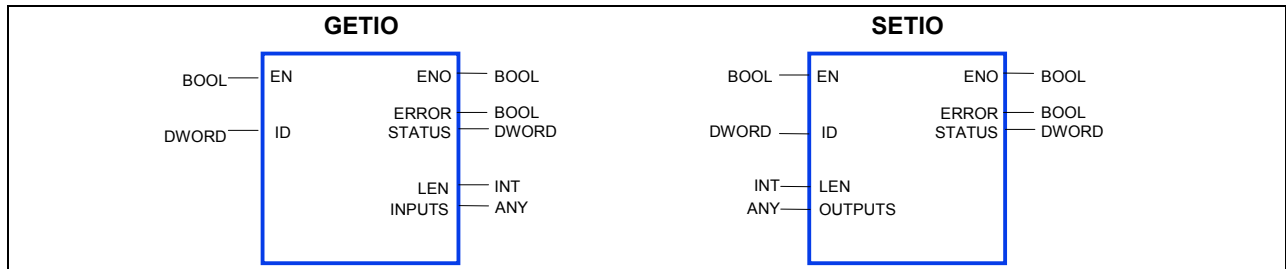 GETIO
SETIO
BOOL EN ENO BOOL
ERROR BOOL
DWORD ID STATUS DWORD
LEN INT
INPUTS ANY
BOOL EN ENO BOOL
ERROR BOOL
DWORD ID STATUS DWORD
INT LEN
ANY OUTPUTS